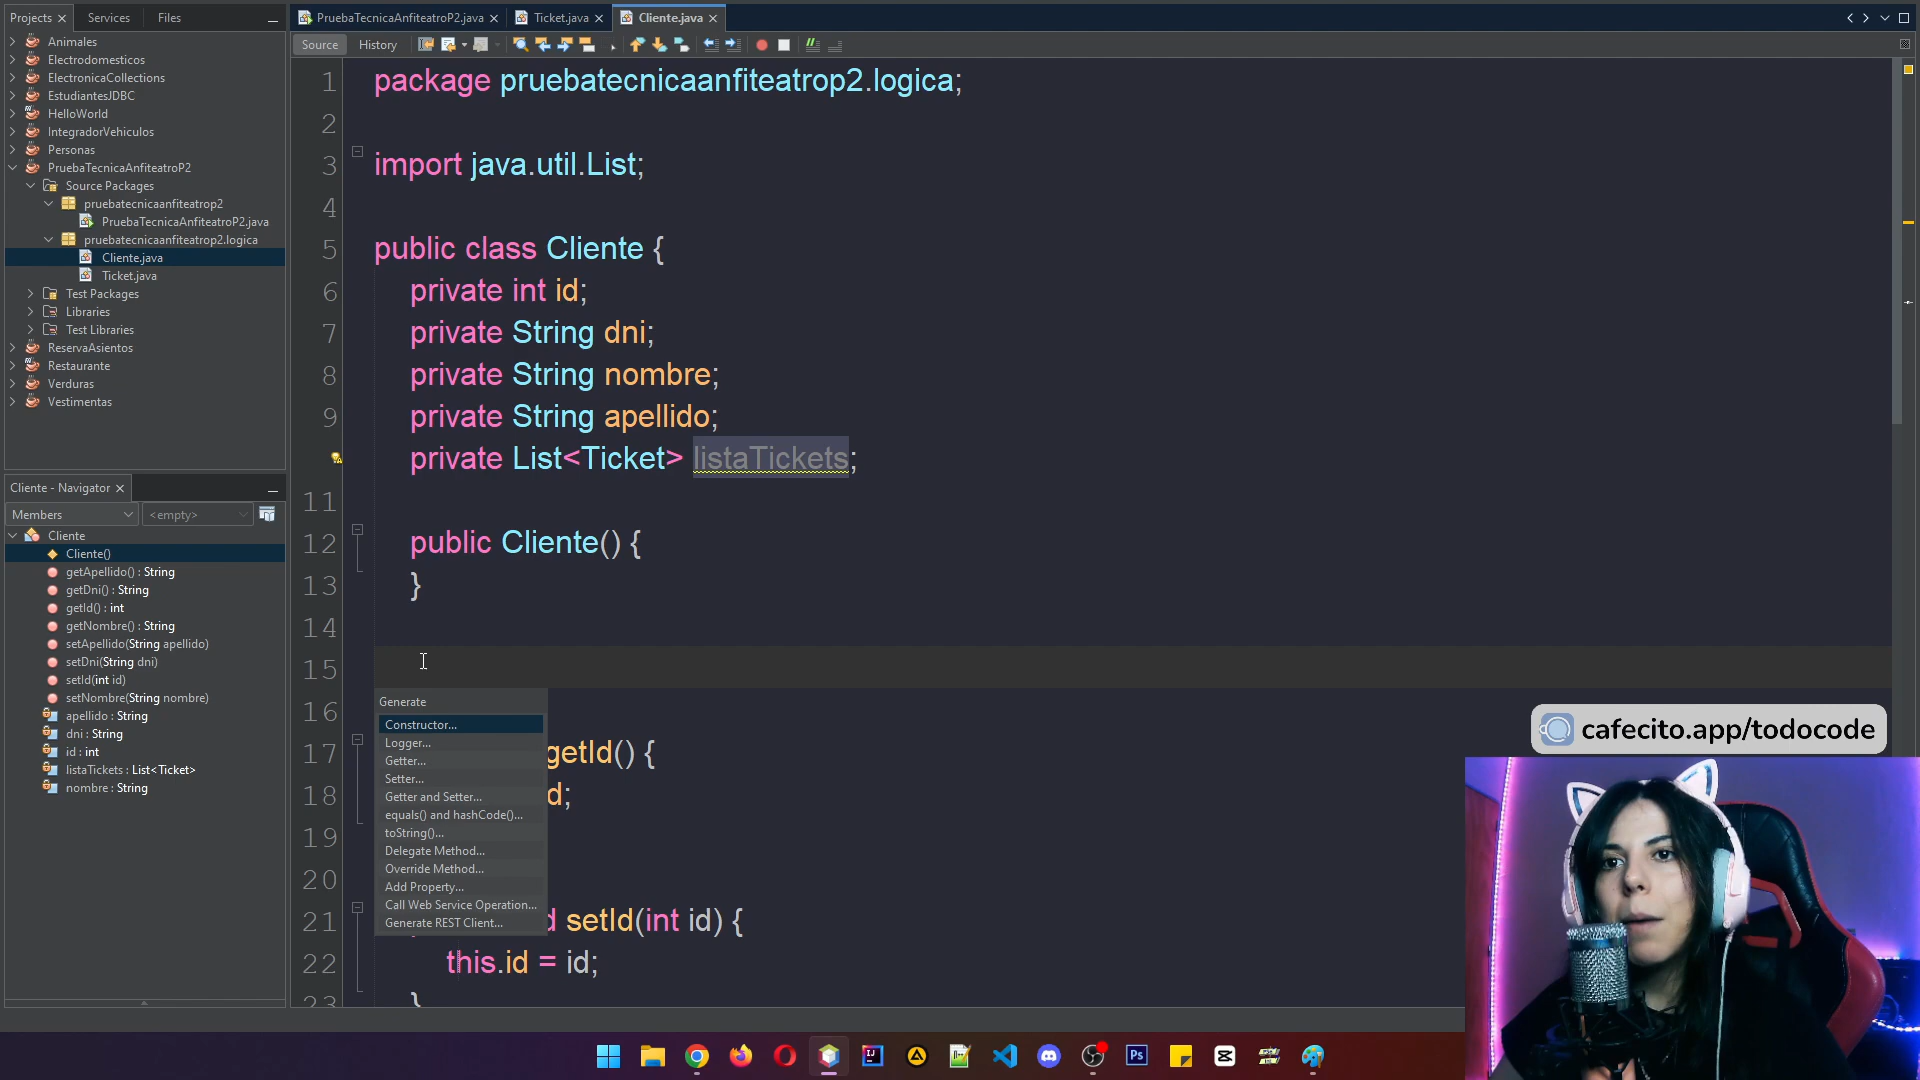 Projects
Services
Files
Animales
Electrodomesticos
ElectronicaCollections
EstudiantesJDBC
HelloWorld
IntegradorVehiculos
Personas
PruebaTecnicaAnfiteatroP2
Source Packages
pruebatecnicaanfiteatrop2
PruebaTecnicaAnfiteatroP2.java
pruebatecnicaanfiteatrop2.logica
Cliente.java
Ticket.java
Test Packages
Libraries
Test Libraries
ReservaAsientos
Restaurante
Verduras
Vestimentas
Cliente - Navigator
Members
<empty>
Cliente
Cliente()
getApellido() : String
getDni() : String
getId() : int
getNombre() : String
setApellido(String apellido)
setDni(String dni)
setId(int id)
setNombre(String nombre)
apellido : String
dni : String
id : int
listaTickets : List<Ticket>
nombre : String
PruebaTecnicaAnfiteatroP2.java
Ticket.java
Cliente.java
Source
History
1 package pruebatecnicaanfiteatrop2.logica;
2
3 import java.util.List;
4
5 public class Cliente {
6 private int id;
7 private String dni;
8 private String nombre;
9 private String apellido;
private List<Ticket> listaTickets;
11
12 public Cliente() {
13 }
14
15
16
17 getId() {
18 d;
19
20
21 d setId(int id) {
22 this.id = id;
23 }
Generate
Constructor...
Logger...
Getter...
Setter...
Getter and Setter...
equals() and hashCode()...
toString()...
Delegate Method...
Override Method...
Add Property...
Call Web Service Operation...
Generate REST Client...
cafecito.app/todocode
Ps